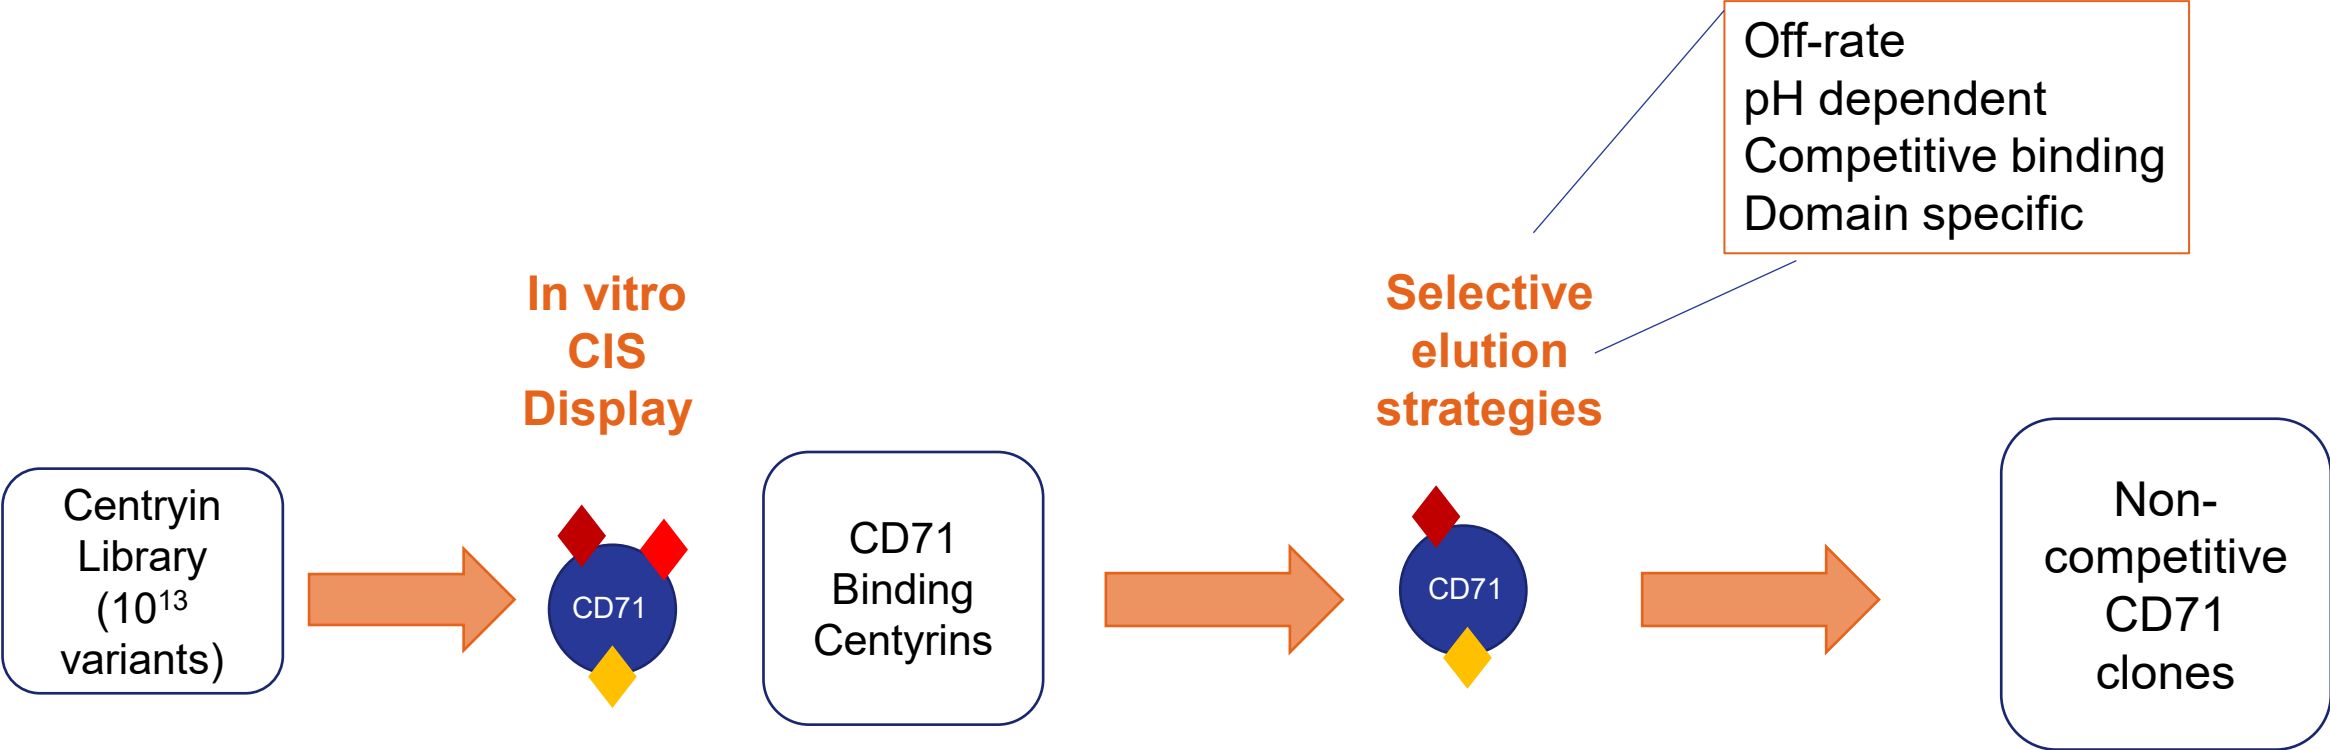 Off-rate
pH dependent
Competitive binding
Domain specific
In vitro
CIS
Display
Selective
elution
strategies
Centryin
Library
(10¹³
variants)
CD71
CD71
Binding
Centyrins
CD71
Non-
competitive
CD71
clones